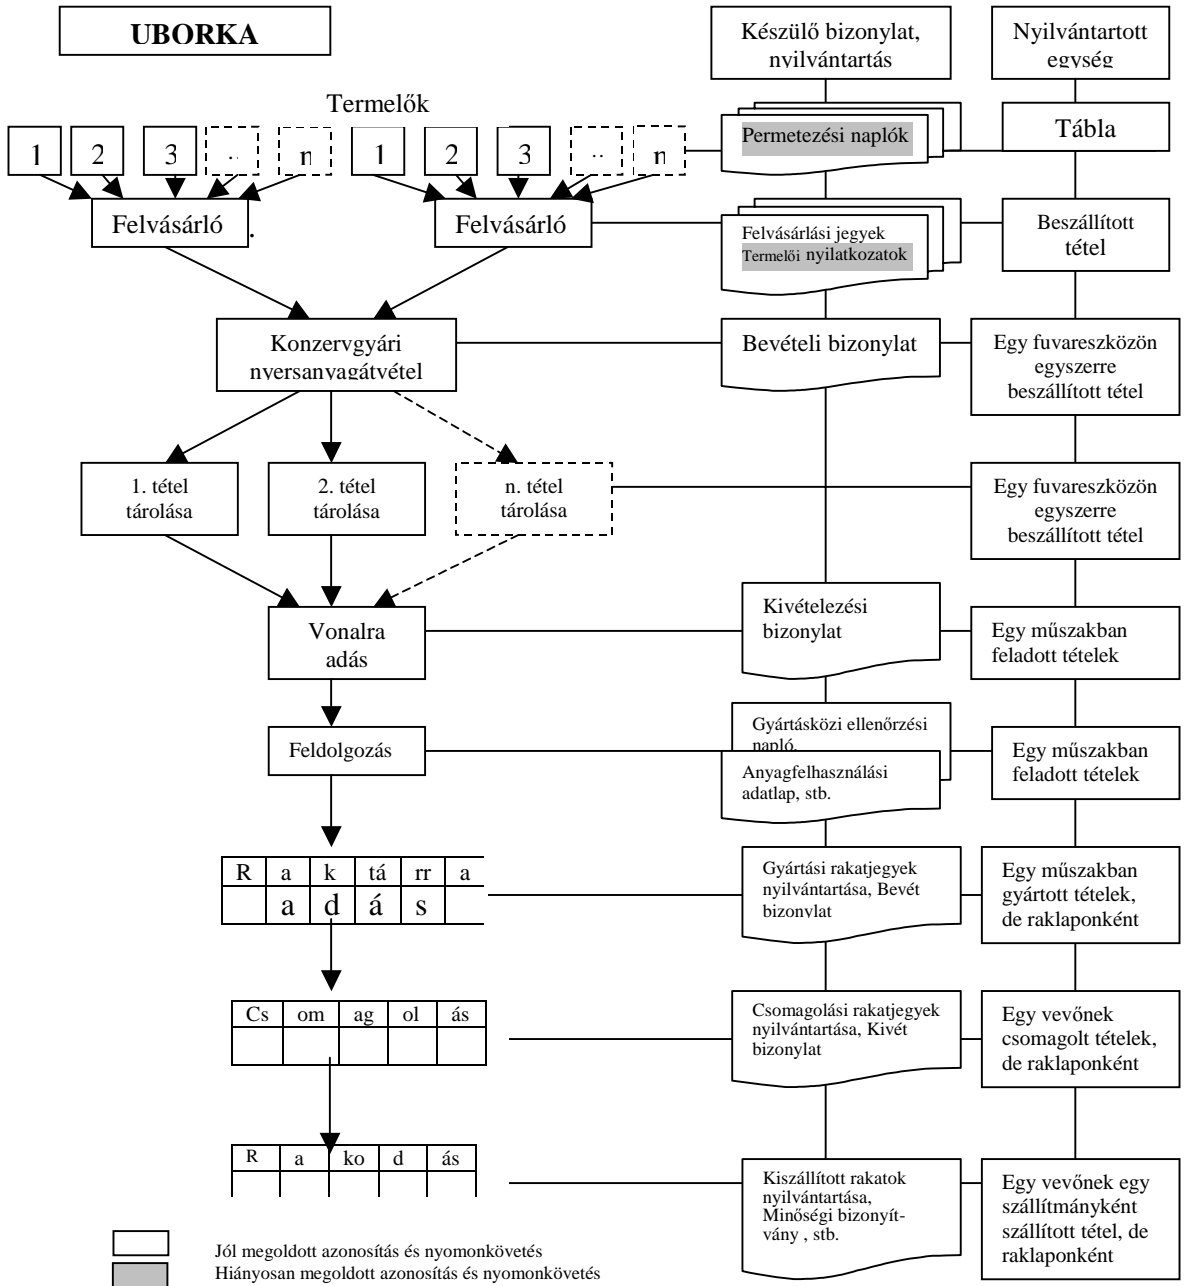 UBORKA
Készülő bizonylat,
nyilvántartás
Nyilvántartott
egység
Termelők
1 2 3 .. n 1 2 3 .. n
Permetezési naplók
Tábla
Felvásárló .
Felvásárló
Felvásárlási jegyek
Termelői nyilatkozatok
Beszállított
tétel
Konzervgyári
nyersanyagátvétel
Bevételi bizonylat
Egy fuvareszközön
egyszerre
beszállított tétel
1. tétel
tárolása
2. tétel
tárolása
n. tétel
tárolása
Egy fuvareszközön
egyszerre
beszállított tétel
Vonalra
adás
Kivételezési
bizonylat
Egy műszakban
feladott tételek
Feldolgozás
Gyártásközi ellenőrzési
napló,
Anyagfelhasználási
adatlap, stb.
Egy műszakban
feladott tételek
R a k tá rr a
a d á s
Gyártási rakatjegyek
nyilvántartása, Bevét
bizonylat
Egy műszakban
gyártott tételek,
de raklaponként
Cs om ag ol ás
Csomagolási rakatjegyek
nyilvántartása, Kivét
bizonylat
Egy vevőnek
csomagolt tételek,
de raklaponként
R a ko d ás
Kiszállított rakatok
nyilvántartása,
Minőségi bizonyít-
vány , stb.
Egy vevőnek egy
szállítmányként
szállított tétel, de
raklaponként
Jól megoldott azonosítás és nyomonkövetés
Hiányosan megoldott azonosítás és nyomonkövetés